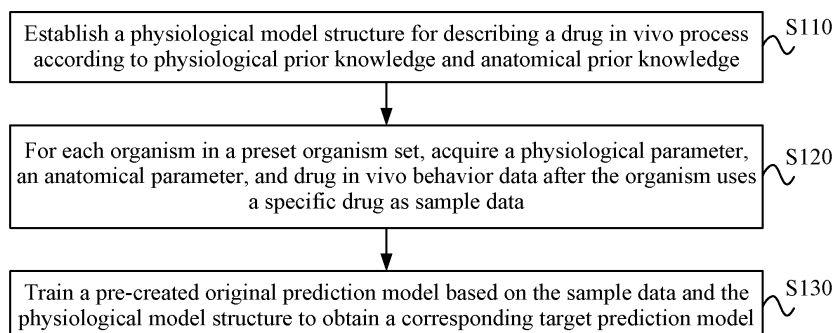 Establish a physiological model structure for describing a drug in vivo process
according to physiological prior knowledge and anatomical prior knowledge
S110
For each organism in a preset organism set, acquire a physiological parameter,
an anatomical parameter, and drug in vivo behavior data after the organism uses
a specific drug as sample data
S120
Train a pre-created original prediction model based on the sample data and the
physiological model structure to obtain a corresponding target prediction model
S130